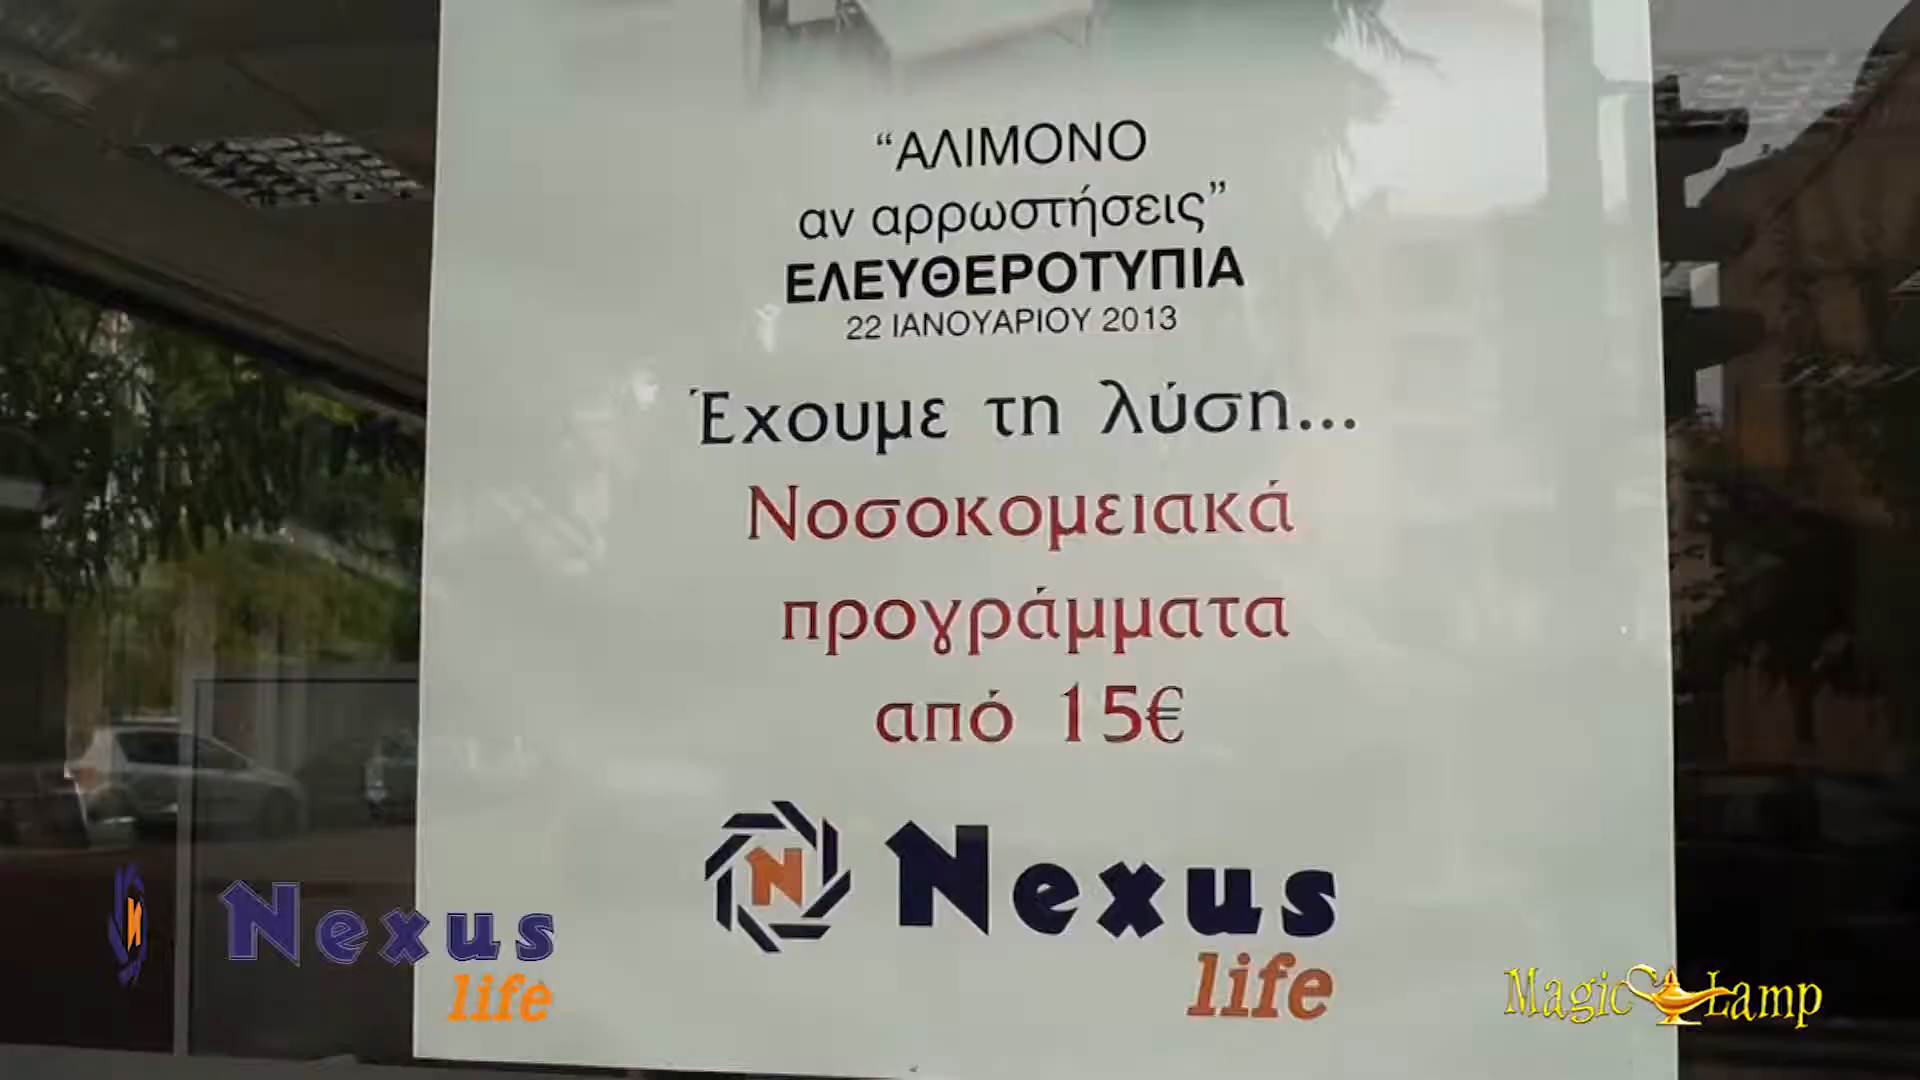 “ΑΛΙΜΟΝΟ
αν αρρωστήσεις”
ΕΛΕΥΘΕΡΟΤΥΠΙΑ
22 ΙΑΝΟΥΑΡΙΟΥ 2013
Έχουμε τη λύση...
Νοσοκομειακά
προγράμματα
από 15€
N Nexus
life
N Nexus
life
Magic Lamp